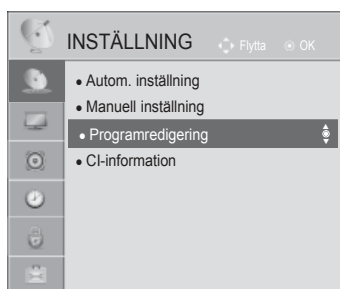 INSTÄLLNING Flytta OK
• Autom. inställning
• Manuell inställning
• Programredigering
• CI-information